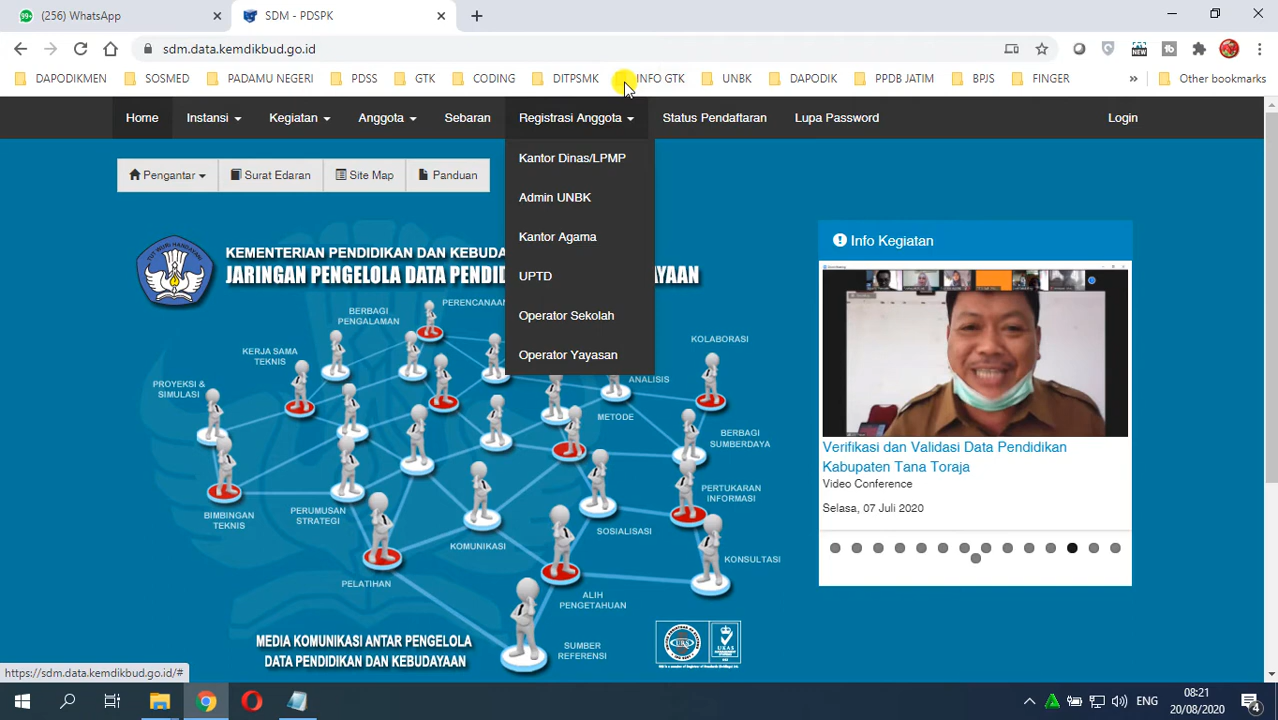 99+
(256) WhatsApp
SDM - PDSPK
sdm.data.kemdikbud.go.id
NEW
DAPODIKMEN
SOSMED
PADAMU NEGERI
PDSS
GTK
CODING
DITPSMK
INFO GTK
UNBK
DAPODIK
PPDB JATIM
BPJS
FINGER
Other bookmarks
Home
Instansi
Kegiatan
Anggota
Sebaran
Registrasi Anggota
Status Pendaftaran
Lupa Password
Login
Kantor Dinas/LPMP
Admin UNBK
Kantor Agama
UPTD
Operator Sekolah
Operator Yayasan
Pengantar
Surat Edaran
Site Map
Panduan
KEMENTERIAN PENDIDIKAN DAN KEBUDA
JARINGAN PENGELOLA DATA PENDID
AYAAN
PERENCANAA
BERBAGI
PENGALAMAN
KERJA SAMA
TEKNIS
PROYEKSI &
SIMULASI
KOLABORASI
ANALISIS
METODE
BERBAGI
SUMBERDAYA
PERTUKARAN
INFORMASI
BIMBINGAN
TEKNIS
PERUMUSAN
STRATEGI
KOMUNIKASI
SOSIALISASI
KONSULTASI
PELATIHAN
ALIH
PENGETAHUAN
SUMBER
REFERENSI
MEDIA KOMUNIKASI ANTAR PENGELOLA
DATA PENDIDIKAN DAN KEBUDAYAAN
URS
UKAS
Info Kegiatan
Verifikasi dan Validasi Data Pendidikan
Kabupaten Tana Toraja
Video Conference
Selasa, 07 Juli 2020
https://sdm.data.kemdikbud.go.id/#
ENG
08:21
20/08/2020
4